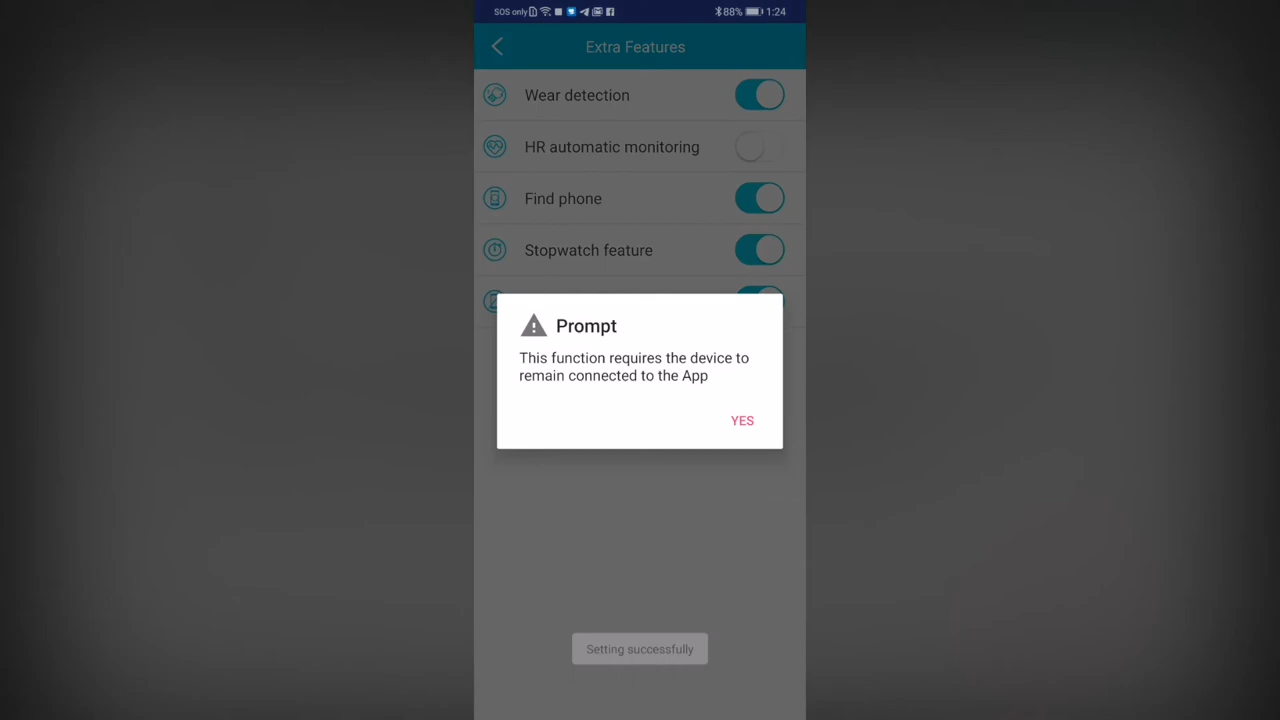 SOS only 88% 1:24
Extra Features
Wear detection
HR automatic monitoring
Find phone
Stopwatch feature
Prompt
This function requires the device to
remain connected to the App
YES
Setting successfully